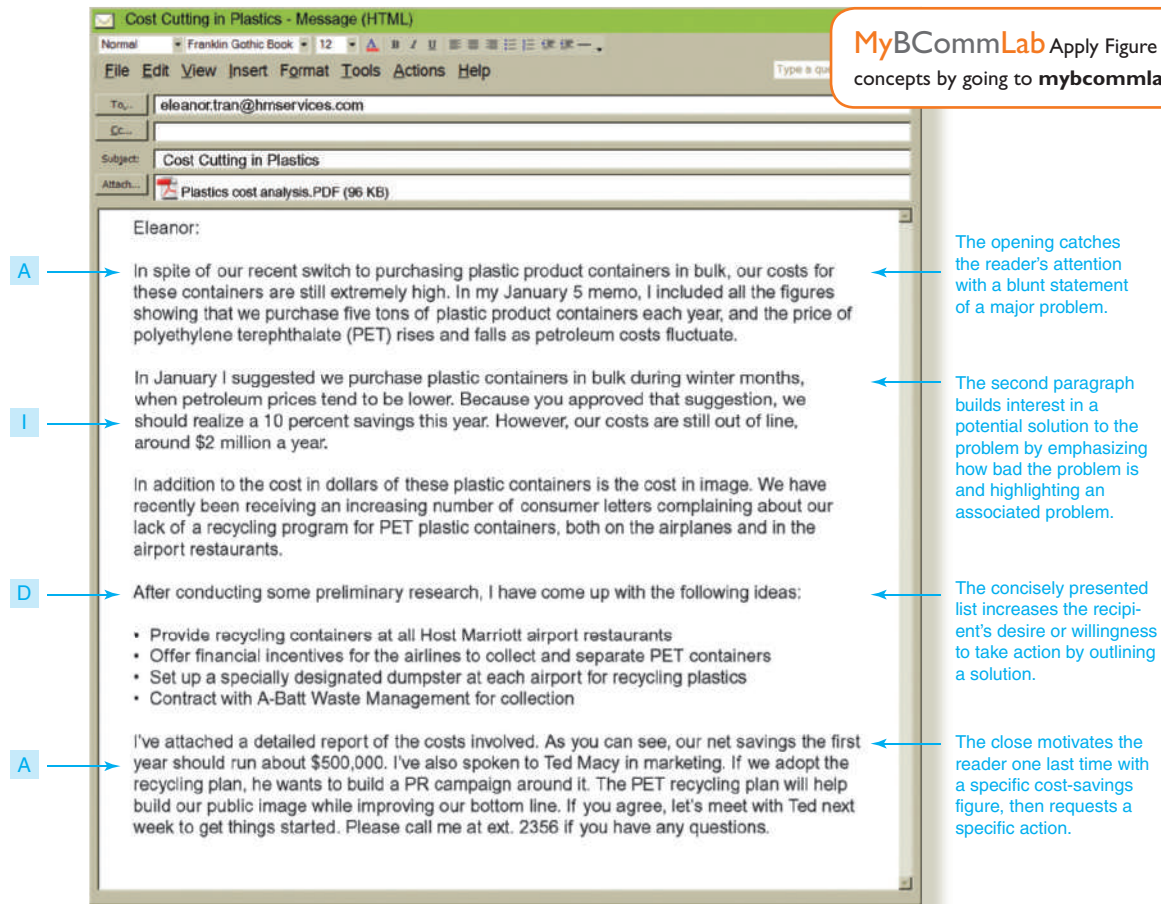 Cost Cutting in Plastics - Message (HTML)
Normal Franklin Gothic Book 12 A B I U
File Edit View Insert Format Tools Actions Help
Type a qu
MyBCommLab Apply Figure
concepts by going to mybcommla
To... eleanor.tran@hmservices.com
Cc...
Subject: Cost Cutting in Plastics
Attach... Plastics cost analysis.PDF (96 KB)
Eleanor:
A
In spite of our recent switch to purchasing plastic product containers in bulk, our costs for
these containers are still extremely high. In my January 5 memo, I included all the figures
showing that we purchase five tons of plastic product containers each year, and the price of
polyethylene terephthalate (PET) rises and falls as petroleum costs fluctuate.
The opening catches
the reader's attention
with a blunt statement
of a major problem.
I
In January I suggested we purchase plastic containers in bulk during winter months,
when petroleum prices tend to be lower. Because you approved that suggestion, we
should realize a 10 percent savings this year. However, our costs are still out of line,
around $2 million a year.
In addition to the cost in dollars of these plastic containers is the cost in image. We have
recently been receiving an increasing number of consumer letters complaining about our
lack of a recycling program for PET plastic containers, both on the airplanes and in the
airport restaurants.
The second paragraph
builds interest in a
potential solution to the
problem by emphasizing
how bad the problem is
and highlighting an
associated problem.
D
After conducting some preliminary research, I have come up with the following ideas:
• Provide recycling containers at all Host Marriott airport restaurants
• Offer financial incentives for the airlines to collect and separate PET containers
• Set up a specially designated dumpster at each airport for recycling plastics
• Contract with A-Batt Waste Management for collection
The concisely presented
list increases the recipi-
ent's desire or willingness
to take action by outlining
a solution.
A
I've attached a detailed report of the costs involved. As you can see, our net savings the first
year should run about $500,000. I've also spoken to Ted Macy in marketing. If we adopt the
recycling plan, he wants to build a PR campaign around it. The PET recycling plan will help
build our public image while improving our bottom line. If you agree, let's meet with Ted next
week to get things started. Please call me at ext. 2356 if you have any questions.
The close motivates the
reader one last time with
a specific cost-savings
figure, then requests a
specific action.